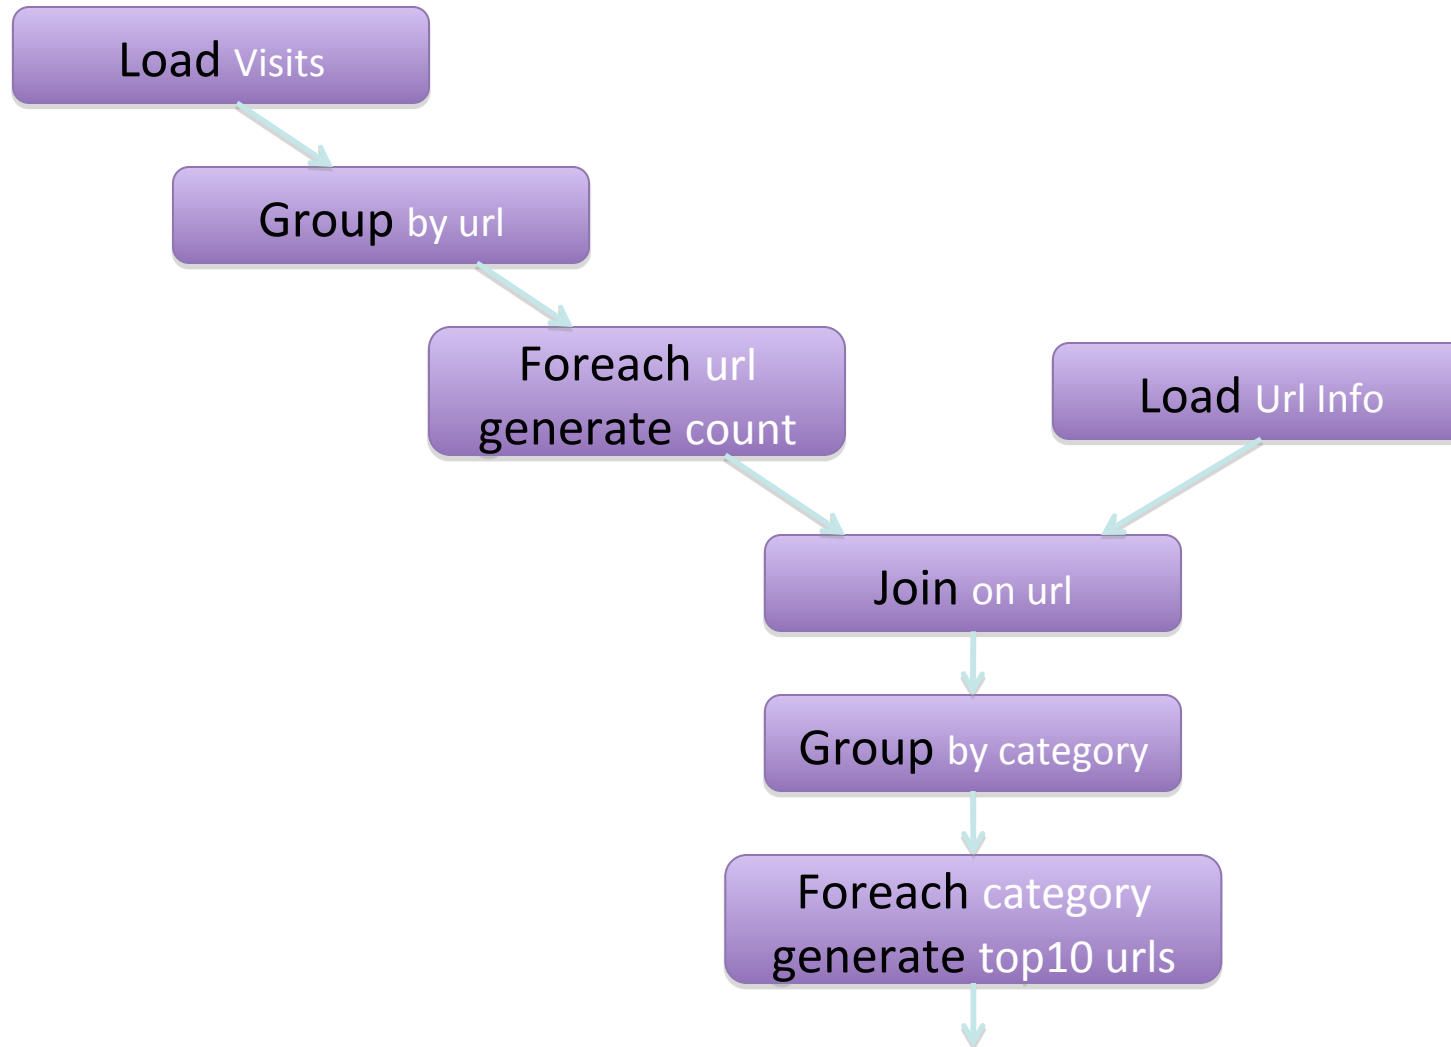 Load Visits
Group by url
Foreach url
generate count
Load Url Info
Join on url
Group by category
Foreach category
generate top10 urls